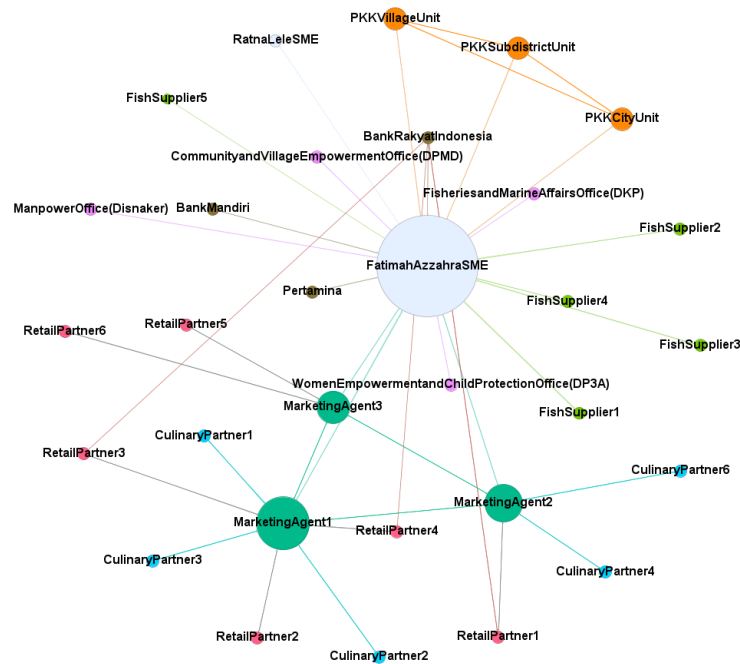 PKKVillageUnit
RatnaLeleSME
PKKSubdistrictUnit
FishSupplier5
PKKCityUnit
BankRakyatIndonesia
CommunityandVillageEmpowermentOffice(DPMD)
FisheriesandMarineAffairsOffice(DKP)
ManpowerOffice(Disnaker)
BankMandiri
FishSupplier2
FatimahAzzahraSME
Pertamina
FishSupplier4
RetailPartner5
RetailPartner6
FishSupplier3
WomenEmpowermentandChildProtectionOffice(DP3A)
MarketingAgent3
FishSupplier1
CulinaryPartner1
RetailPartner3
CulinaryPartner6
MarketingAgent2
MarketingAgent1
RetailPartner4
CulinaryPartner3
CulinaryPartner4
RetailPartner2
RetailPartner1
CulinaryPartner2